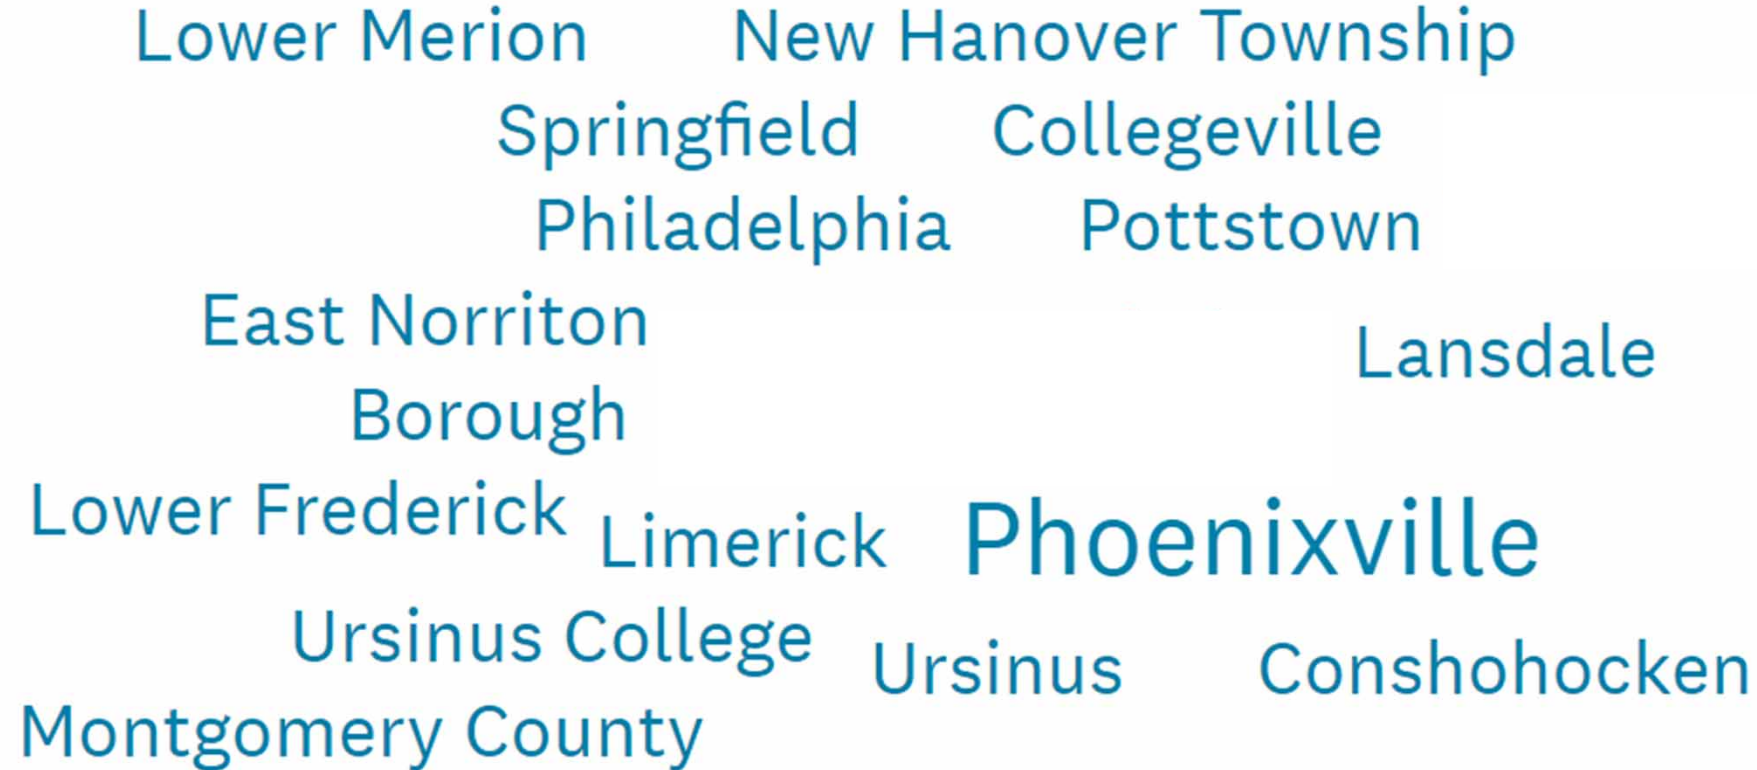 Lower Merion New Hanover Township
Springfield Collegeville
Philadelphia Pottstown
East Norriton
Lansdale
Borough
Lower Frederick Limerick Phoenixville
Ursinus College Ursinus Conshohocken
Montgomery County